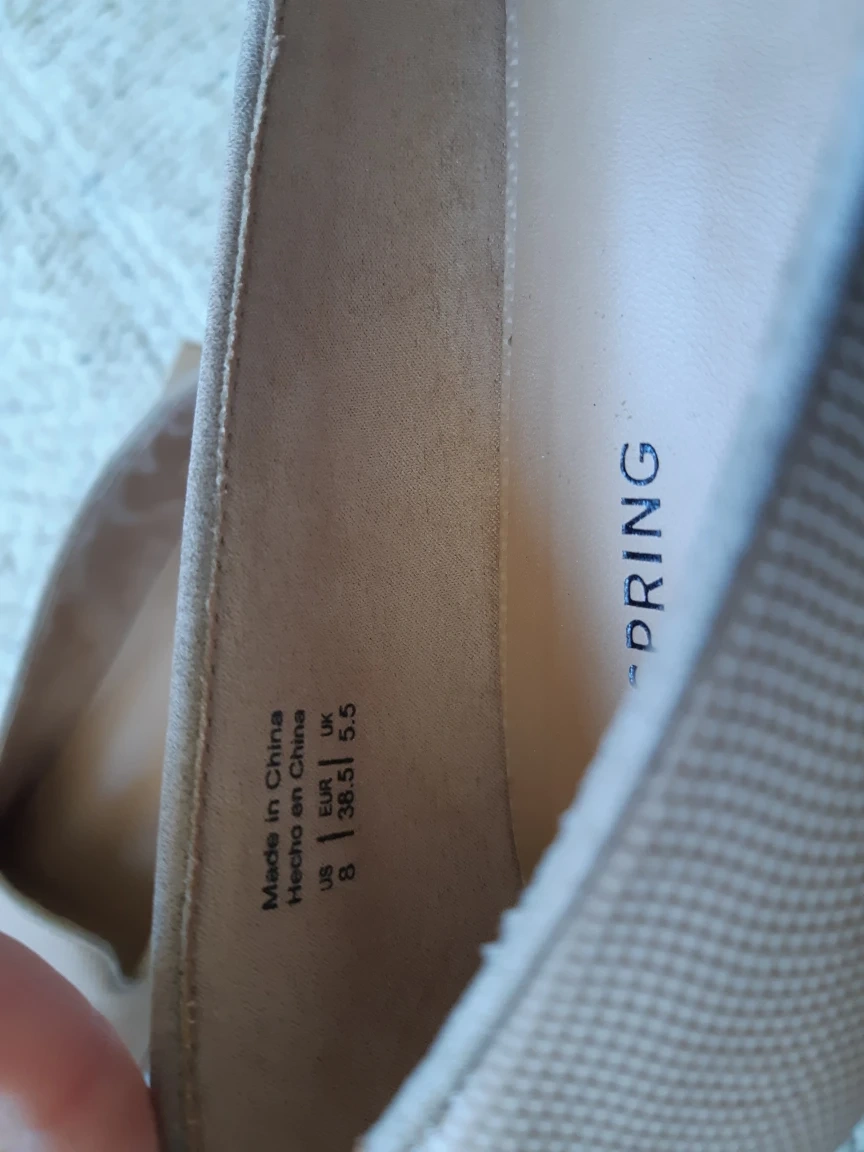 Made in China
Hecho en China
US | EUR | UK
8 | 38.5 | 5.5
PRING